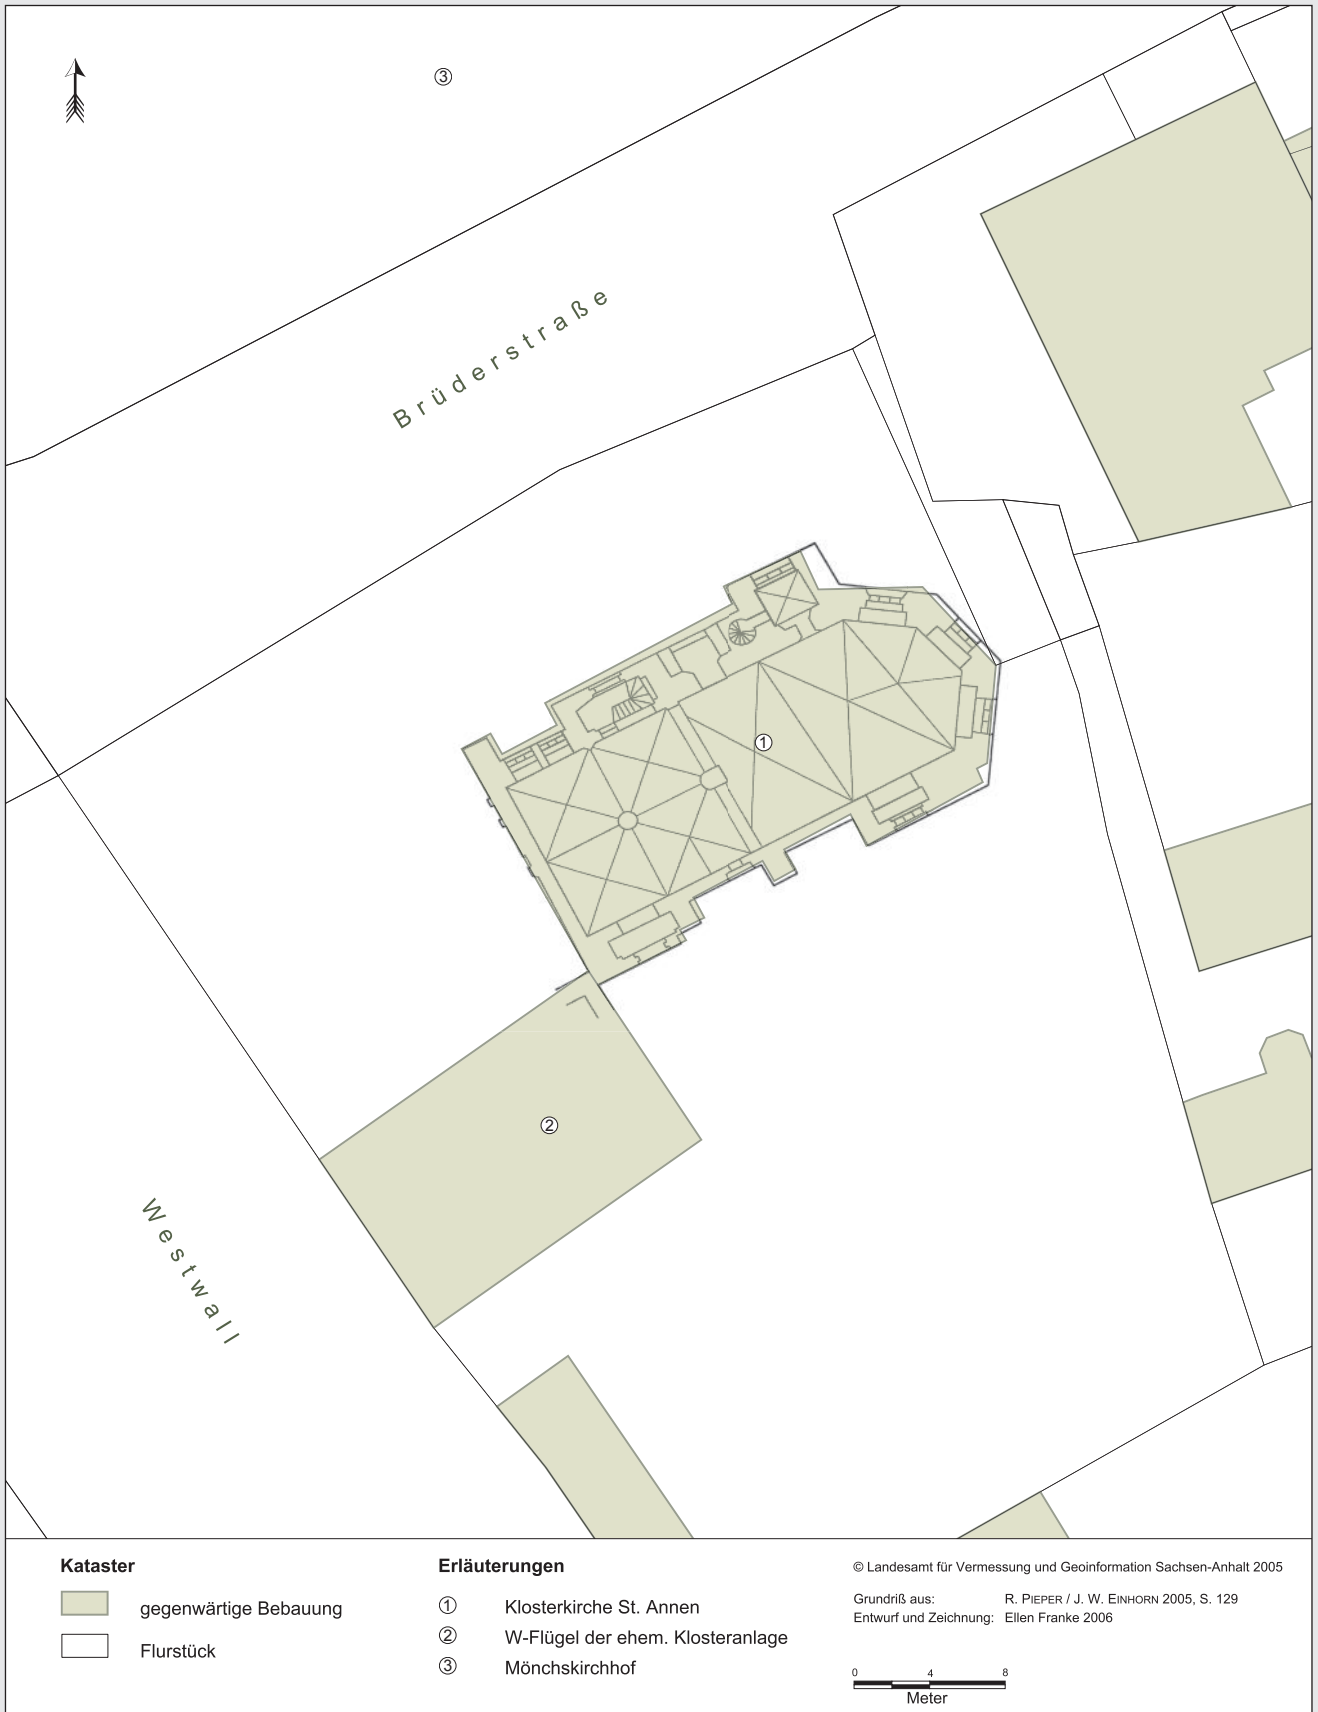 ③
Brüderstraße
①
②
Westwall
Kataster
gegenwärtige Bebauung
Flurstück
Erläuterungen
① Klosterkirche St. Annen
② W-Flügel der ehem. Klosteranlage
③ Mönchskirchhof
© Landesamt für Vermessung und Geoinformation Sachsen-Anhalt 2005
Grundriß aus: R. PIEPER / J. W. EINHORN 2005, S. 129
Entwurf und Zeichnung: Ellen Franke 2006
0 4 8
Meter